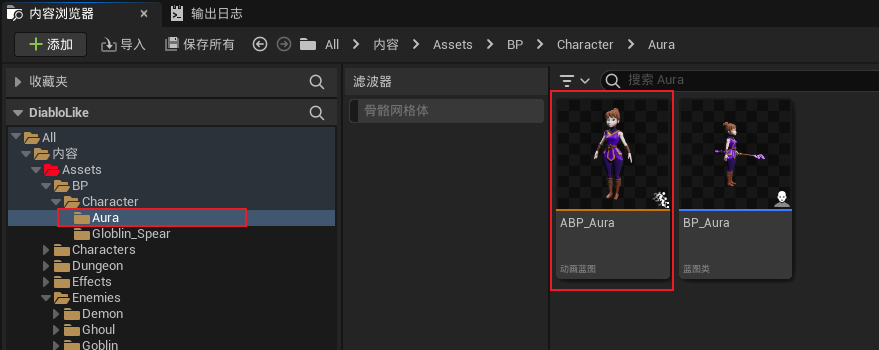 内容浏览器 输出日志
添加 导入 保存所有 All 内容 Assets BP Character Aura
收藏夹 滤波器 搜索 Aura
骨骼网格体
DiabloLike
All
内容
Assets
BP
Character
Aura
Globlin_Spear
Characters
Dungeon
Effects
Enemies
Demon
Ghoul
Goblin
ABP_Aura
动画蓝图
BP_Aura
蓝图类